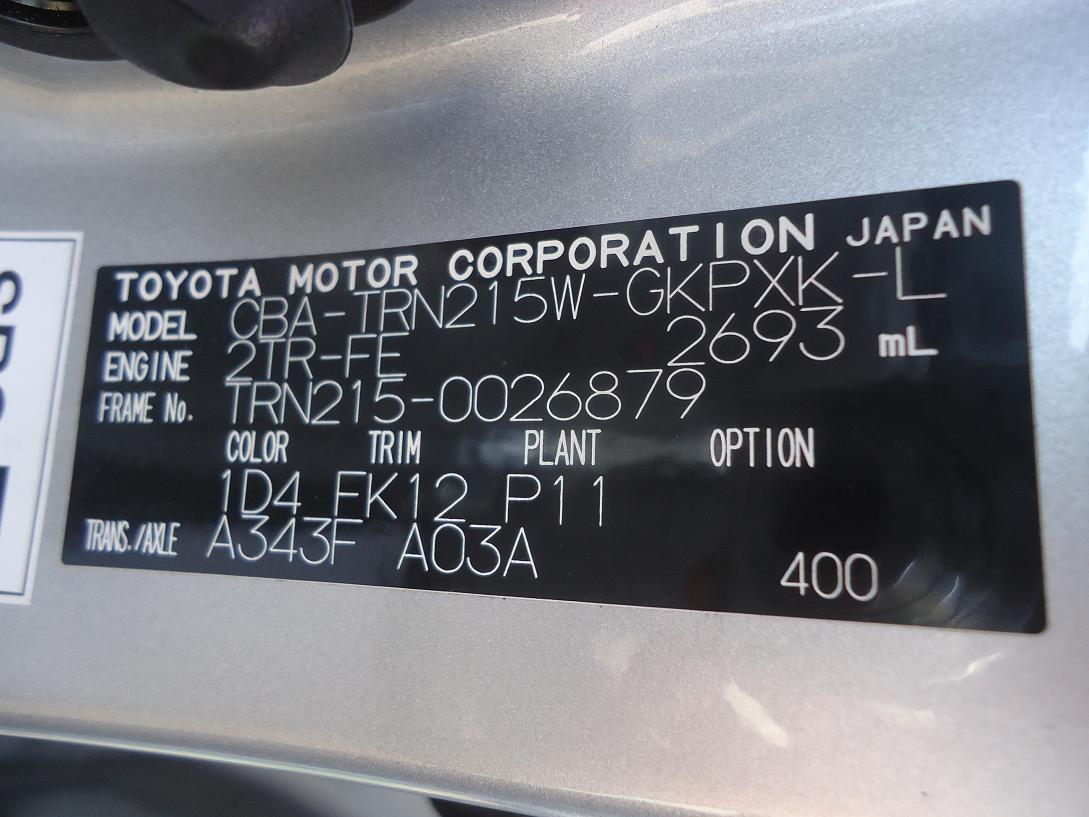 TOYOTA MOTOR CORPORATION JAPAN
MODEL CBA-TRN215W-GKPXK-L
ENGINE 2TR-FE 2693 mL
FRAME No. TRN215-0026879
COLOR TRIM PLANT OPTION
1D4 FK12 P11
TRANS./AXLE A343F A03A
400